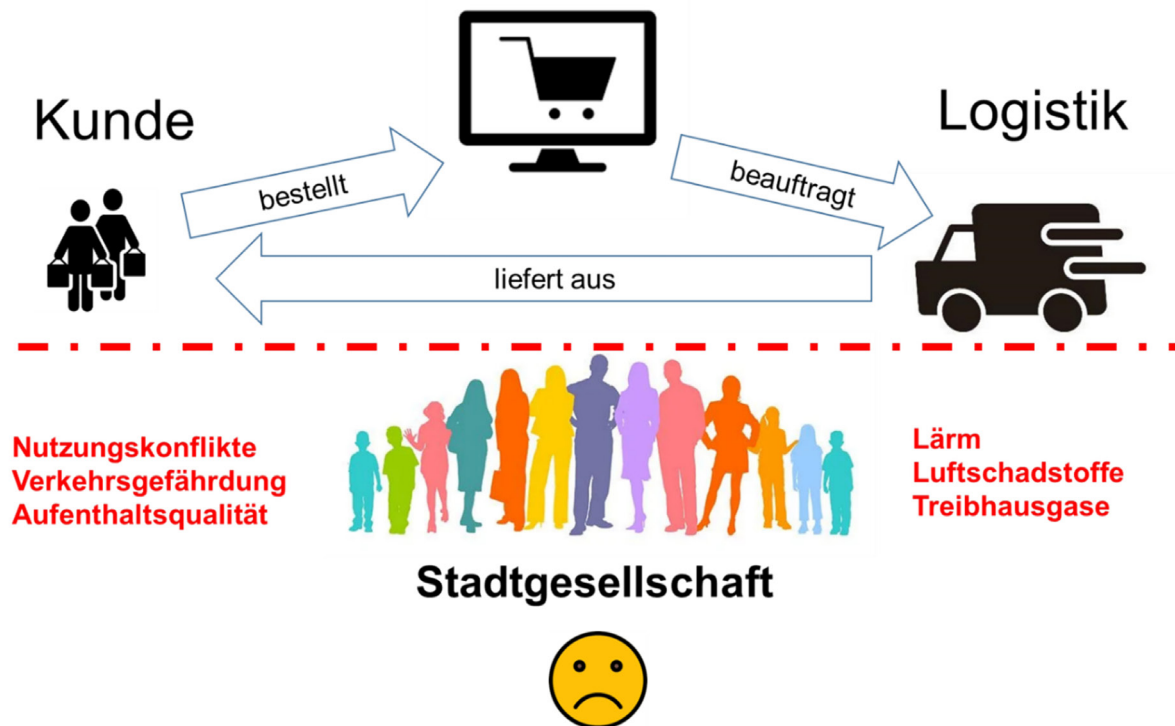 Kunde
Logistik
bestellt
beauftragt
liefert aus
Nutzungskonflikte
Verkehrsgefährdung
Aufenthaltsqualität
Lärm
Luftschadstoffe
Treibhausgase
Stadtgesellschaft